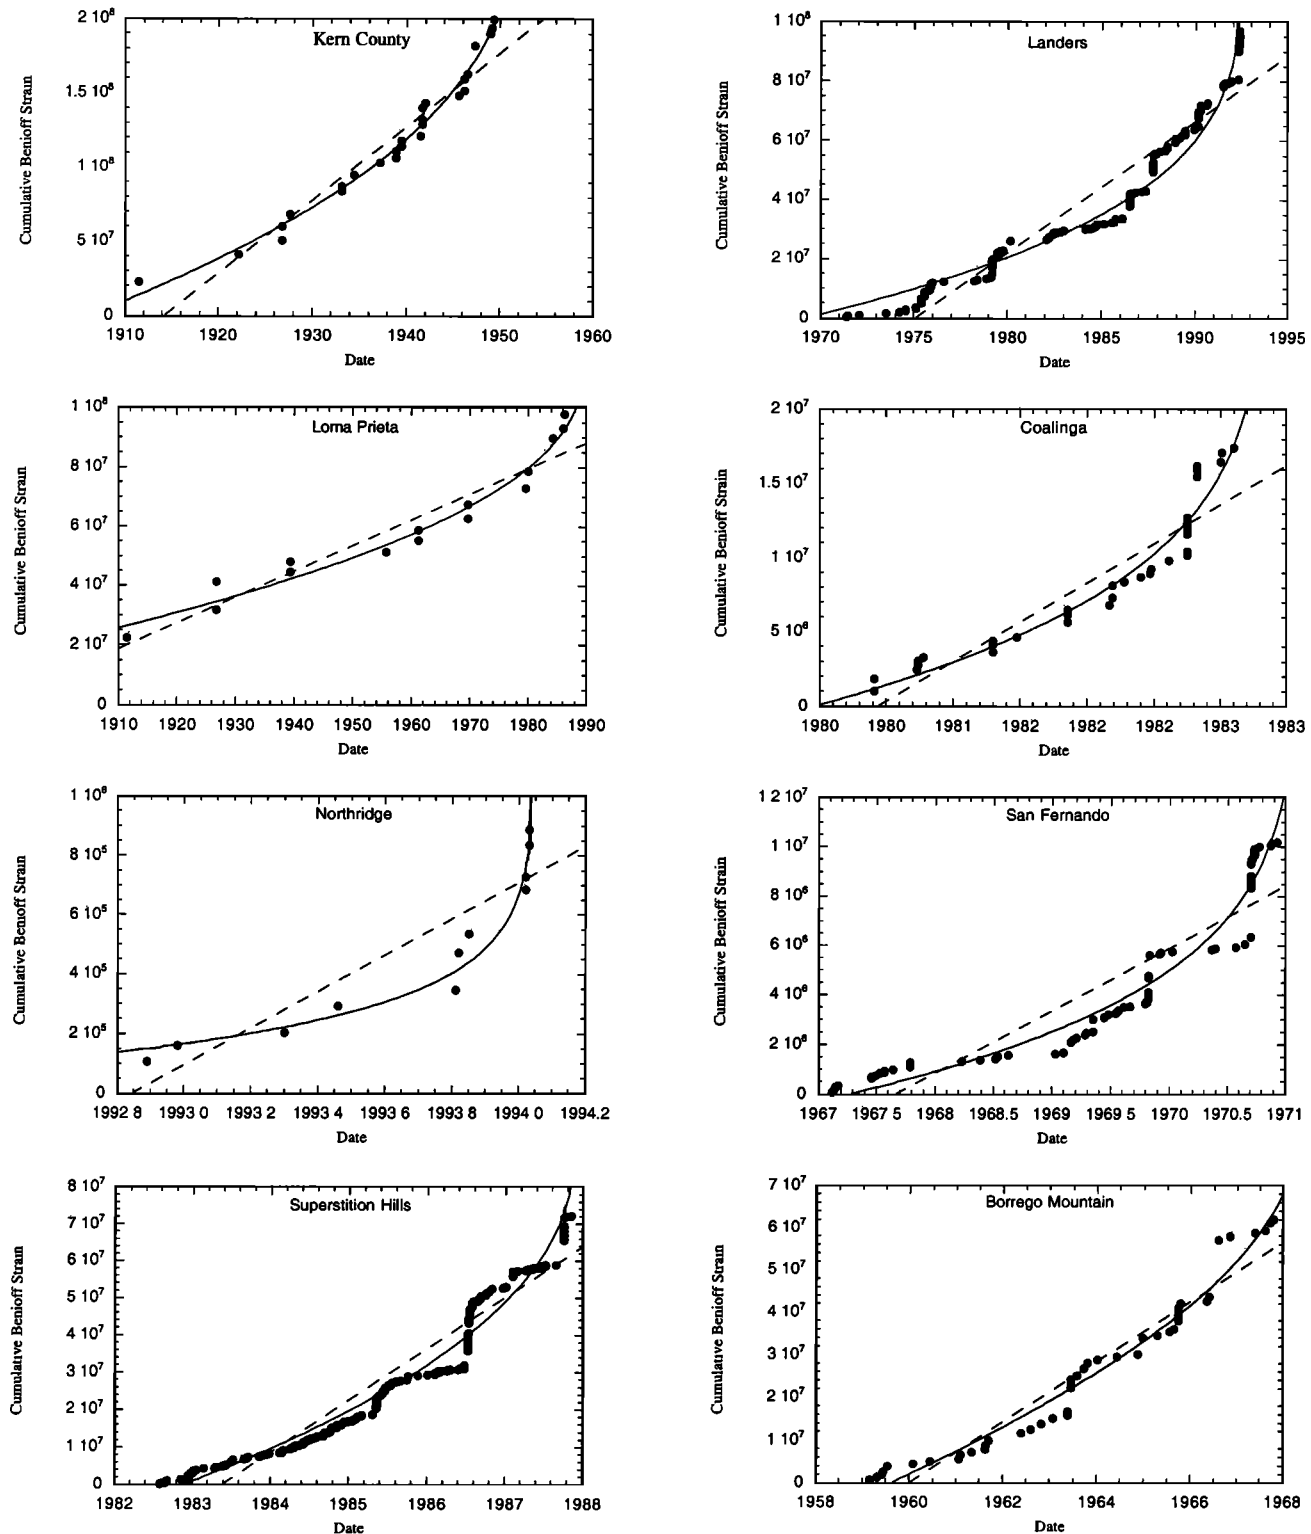 Kern County
Cumulative Benioff Strain
2 10⁸
1.5 10⁸
1 10⁸
5 10⁷
0
1910 1920 1930 1940 1950 1960
Date
Landers
Cumulative Benioff Strain
1 10⁸
8 10⁷
6 10⁷
4 10⁷
2 10⁷
0
1970 1975 1980 1985 1990 1995
Date
Loma Prieta
Cumulative Benioff Strain
1 10⁸
8 10⁷
6 10⁷
4 10⁷
2 10⁷
0
1910 1920 1930 1940 1950 1960 1970 1980 1990
Date
Coalinga
Cumulative Benioff Strain
2 10⁷
1.5 10⁷
1 10⁷
5 10⁶
0
1980 1980 1981 1982 1982 1982 1983 1983
Date
Northridge
Cumulative Benioff Strain
1 10⁶
8 10⁵
6 10⁵
4 10⁵
2 10⁵
0
1992 8 1993 0 1993 2 1993 4 1993 6 1993 8 1994 0 1994.2
Date
San Fernando
Cumulative Benioff Strain
1 2 10⁷
1 10⁷
8 10⁶
6 10⁶
4 10⁶
2 10⁶
0
1967 1967 5 1968 1968.5 1969 1969 5 1970 1970.5 1971
Date
Superstition Hills
Cumulative Benioff Strain
8 10⁷
7 10⁷
6 10⁷
5 10⁷
4 10⁷
3 10⁷
2 10⁷
1 10⁷
0
1982 1983 1984 1985 1986 1987 1988
Date
Borrego Mountain
Cumulative Benioff Strain
7 10⁷
6 10⁷
5 10⁷
4 10⁷
3 10⁷
2 10⁷
1 10⁷
0
1958 1960 1962 1964 1966 1968
Date